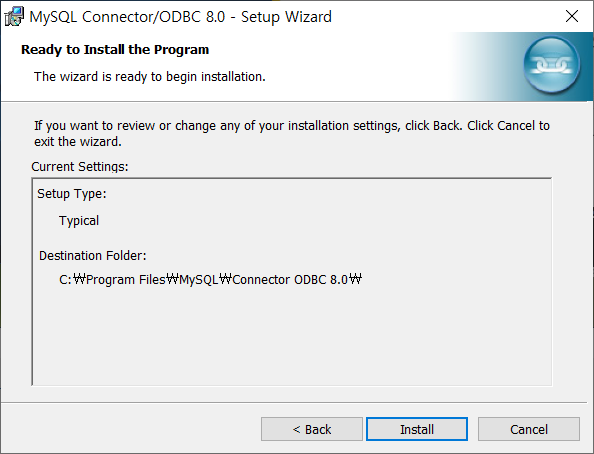 MySQL Connector/ODBC 8.0 - Setup Wizard
Ready to Install the Program
The wizard is ready to begin installation.
If you want to review or change any of your installation settings, click Back. Click Cancel to
exit the wizard.
Current Settings:
Setup Type:
Typical
Destination Folder:
C:₩Program Files₩MySQL₩Connector ODBC 8.0₩
< Back
Install
Cancel